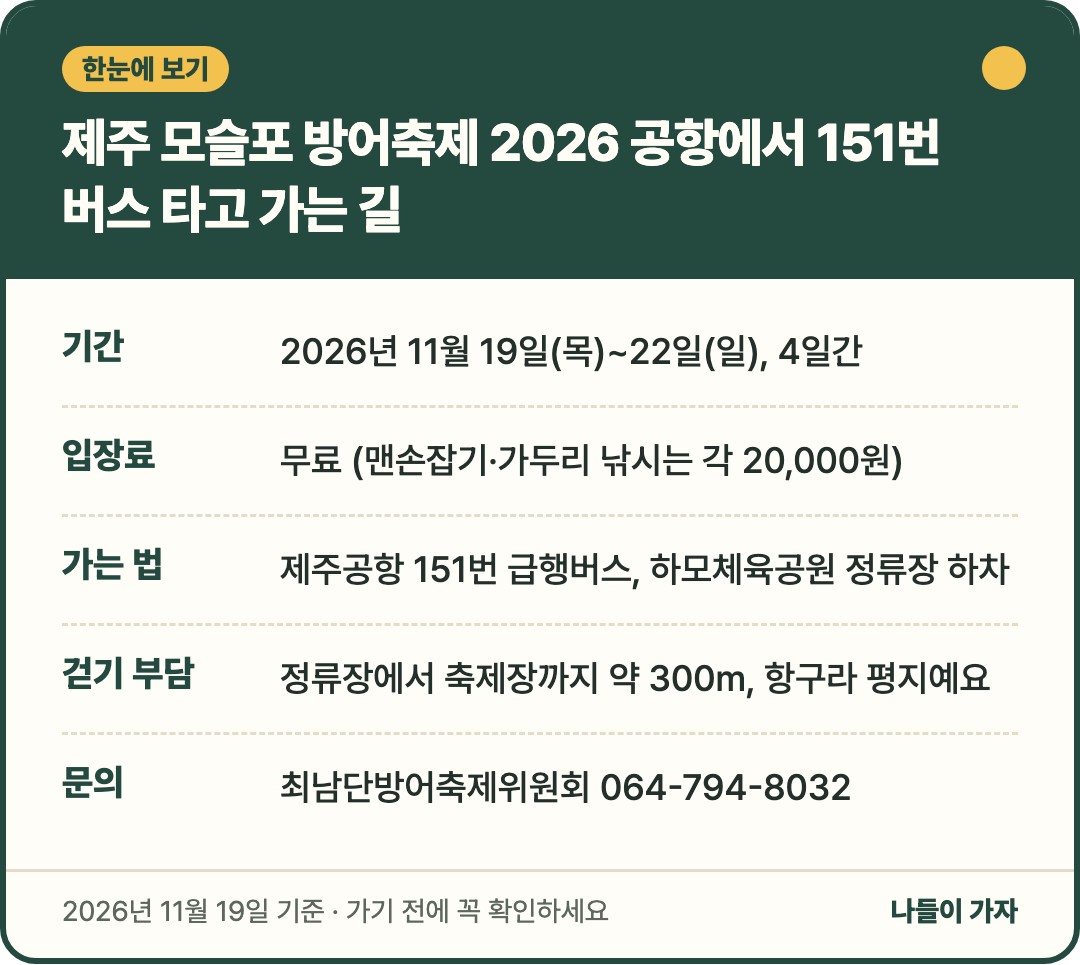 한눈에 보기
제주 모슬포 방어축제 2026 공항에서 151번
버스 타고 가는 길
기간 2026년 11월 19일(목)~22일(일), 4일간
입장료 무료 (맨손잡기·가두리 낚시는 각 20,000원)
가는 법 제주공항 151번 급행버스, 하모체육공원 정류장 하차
걷기 부담 정류장에서 축제장까지 약 300m, 항구라 평지예요
문의 최남단방어축제위원회 064-794-8032
2026년 11월 19일 기준 · 가기 전에 꼭 확인하세요 나들이 가자